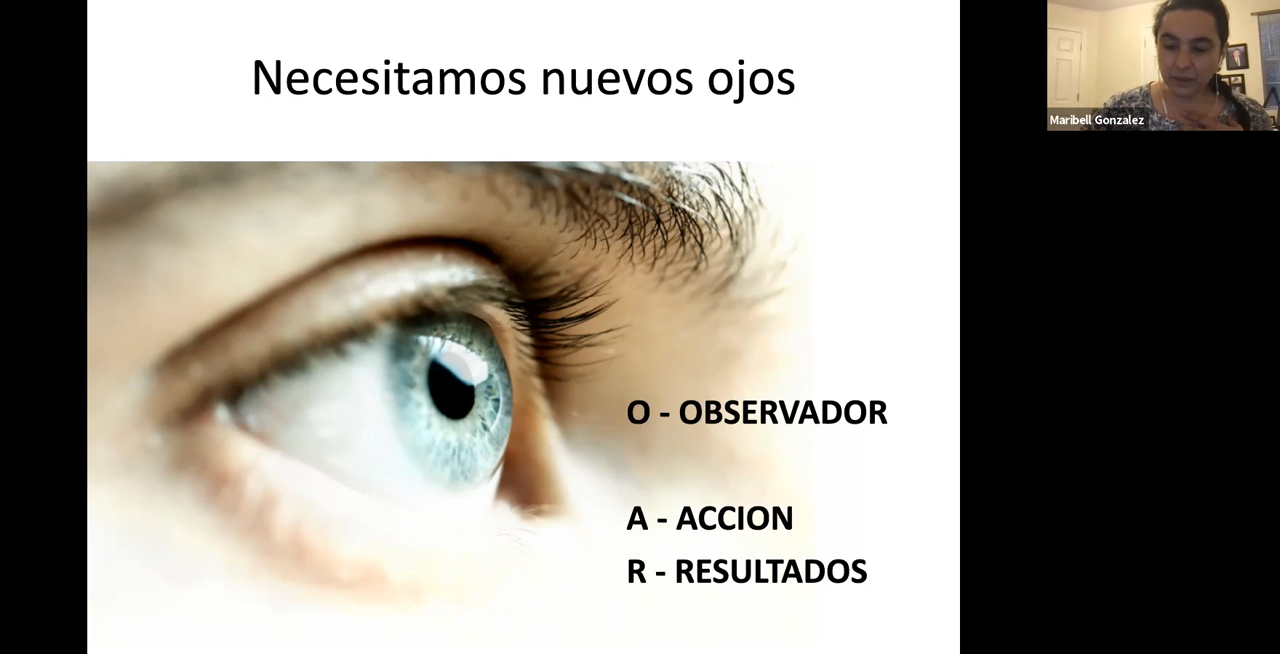 Necesitamos nuevos ojos
Maribell Gonzalez
O - OBSERVADOR
A - ACCION
R - RESULTADOS